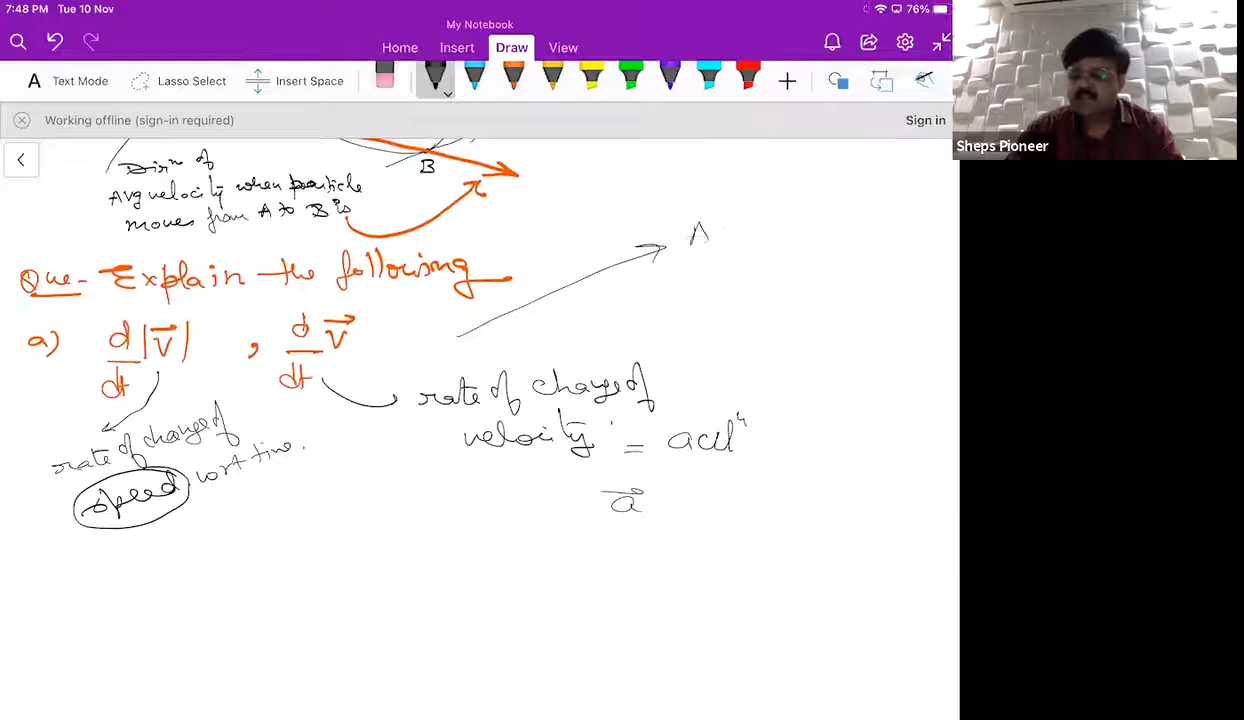 7:48 PM Tue 10 Nov
76%
My Notebook
Home Insert Draw View
A Text Mode Lasso Select Insert Space
Working offline (sign-in required) Sign in
Sheps Pioneer
Dirⁿ of
Avg velocity when particle
moves from A to B is
B
Que - Explain the following
a) d/dt |V⃗| , d/dt V⃗
rate of change of
speed wrt time.
rate of change of
velocity = accl"
a⃗